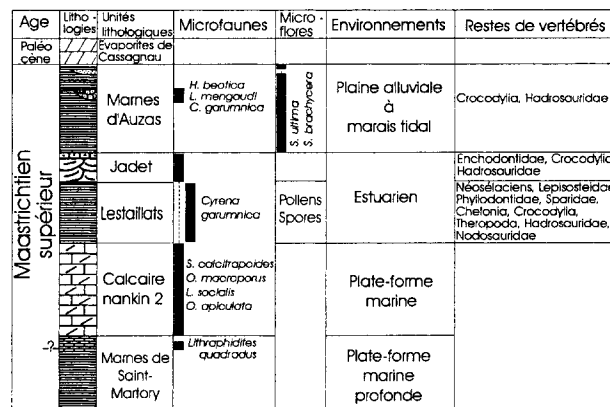 Age
Litho-
logies
Unités
lithologiques
Microfaunes
Micro-
flores
Environnements
Restes de vertébrés
Paléo
cène
Evaporites de
Cassagnau
Maastrichtien
supérieur
-?-
Marnes
d'Auzas
H. beotica
L. mengaudi
C. garumnica
S. ultima
S. brachycera
Plaine alluviale
à
marais tidal
Crocodylia, Hadrosauridae
Jadet
Enchodontidae, Crocodylia
Hadrosauridae
Lestaillats
Cyrena
garumnica
Pollens
Spores
Estuarien
Néosélaciens, Lepisosteidae
Phyllodontidae, Sparidae,
Chelonia, Crocodylia,
Theropoda, Hadrosauridae,
Nodosauridae
Calcaire
nankin 2
S. calcitrapoides
O. macroporus
L. socialis
O. apiculata
Plate-forme
marine
Marnes de
Saint-
Martory
Lithraphidites
quadradus
Plate-forme
marine
profonde